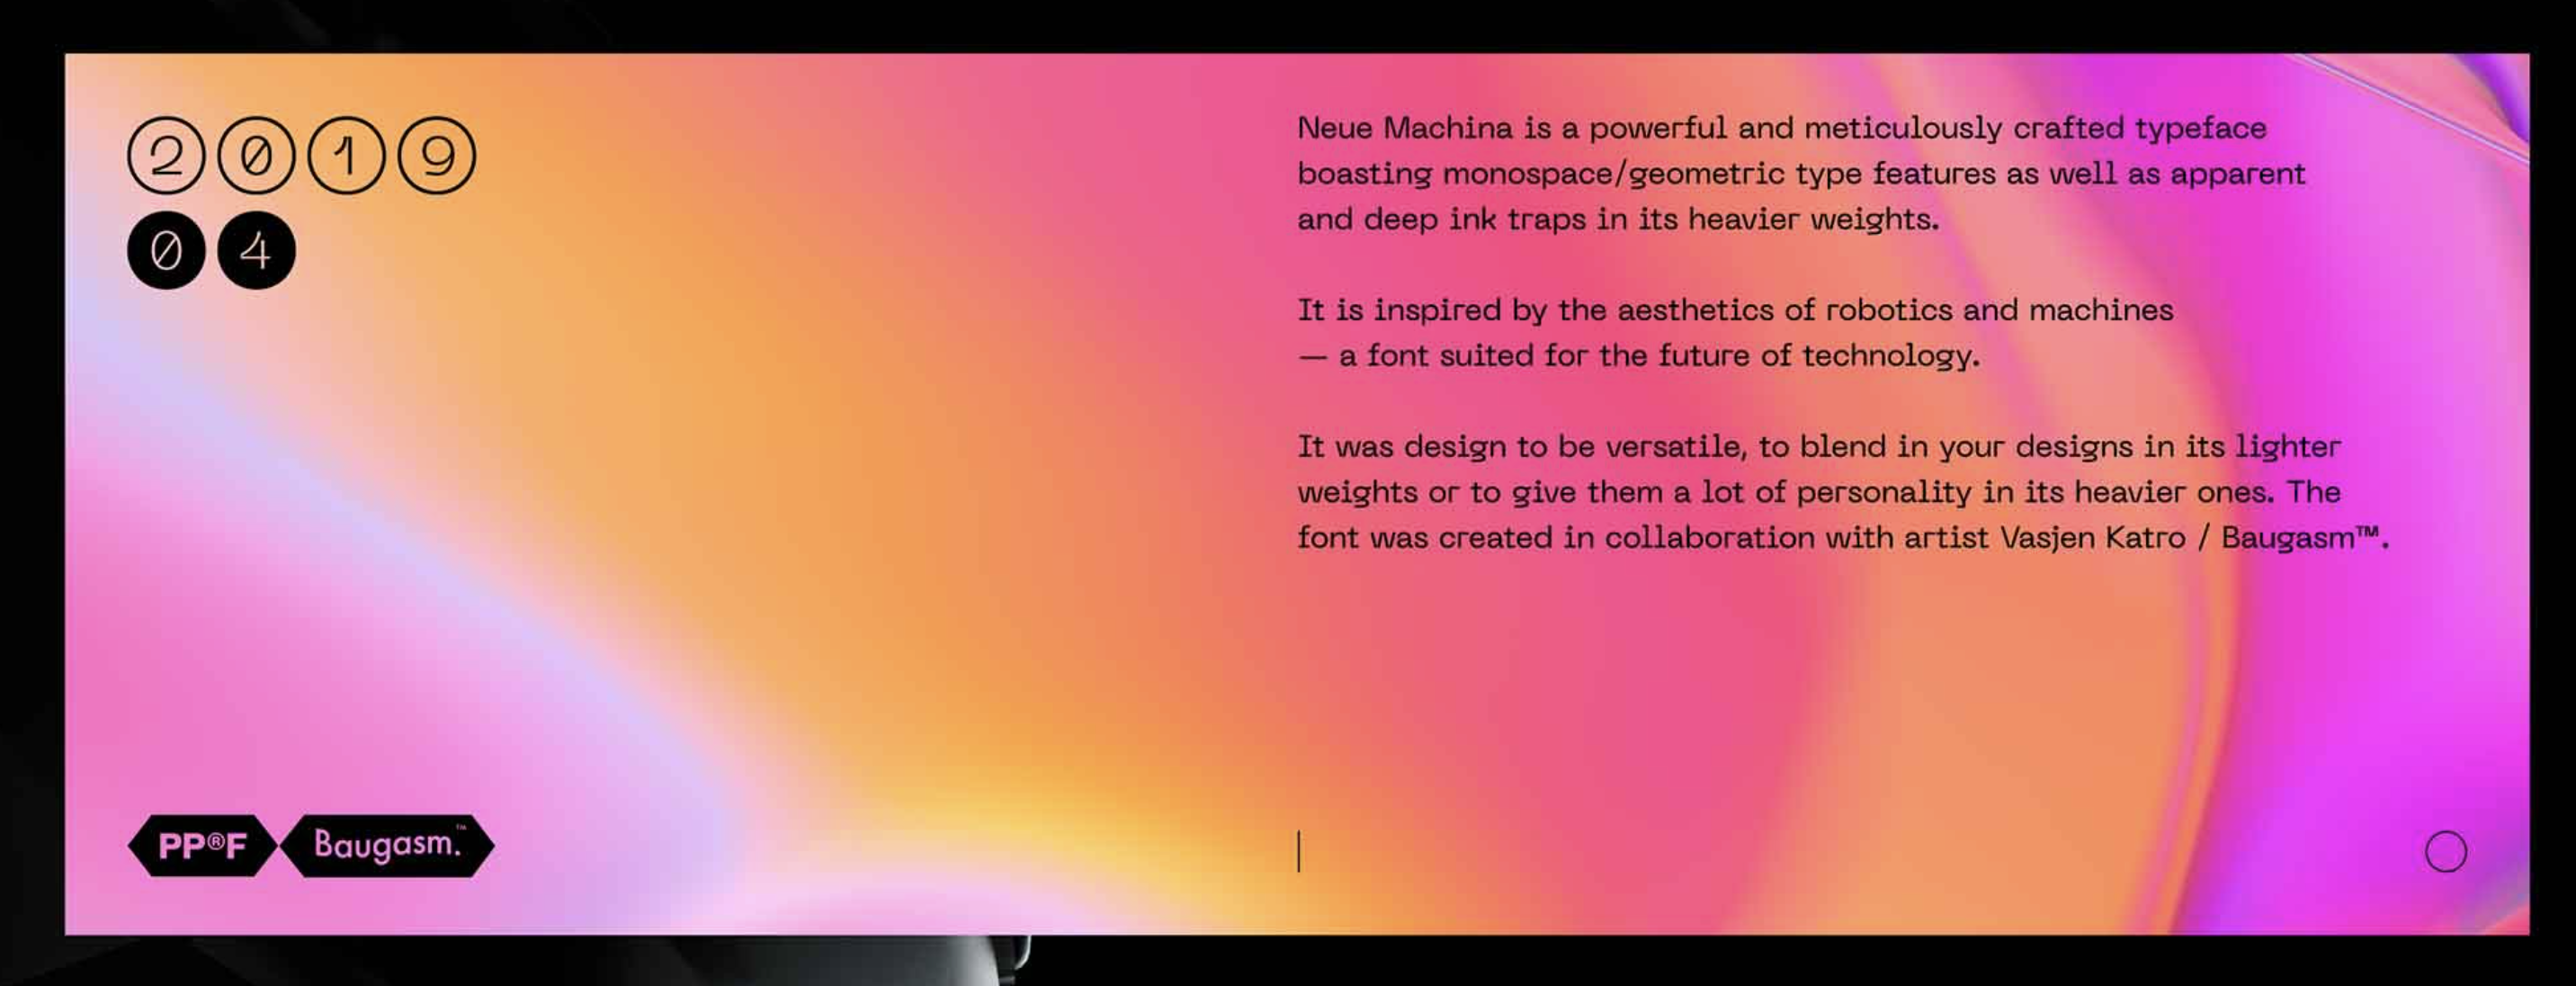 2019
04
Neue Machina is a powerful and meticulously crafted typeface
boasting monospace/geometric type features as well as apparent
and deep ink traps in its heavier weights.
It is inspired by the aesthetics of robotics and machines
— a font suited for the future of technology.
It was design to be versatile, to blend in your designs in its lighter
weights or to give them a lot of personality in its heavier ones. The
font was created in collaboration with artist Vasjen Katro / Baugasm™.
PP®F Baugasm.™